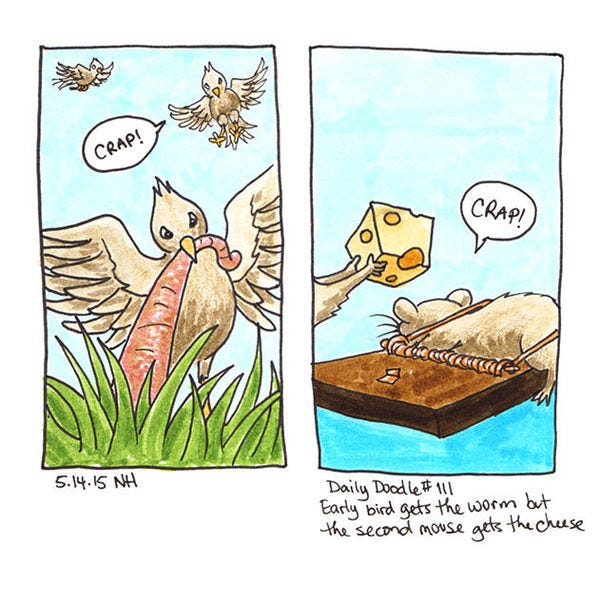 CRAP!
CRAP!
5.14.15 NH
Daily Doodle# 111
Early bird gets the worm but
the second mouse gets the cheese